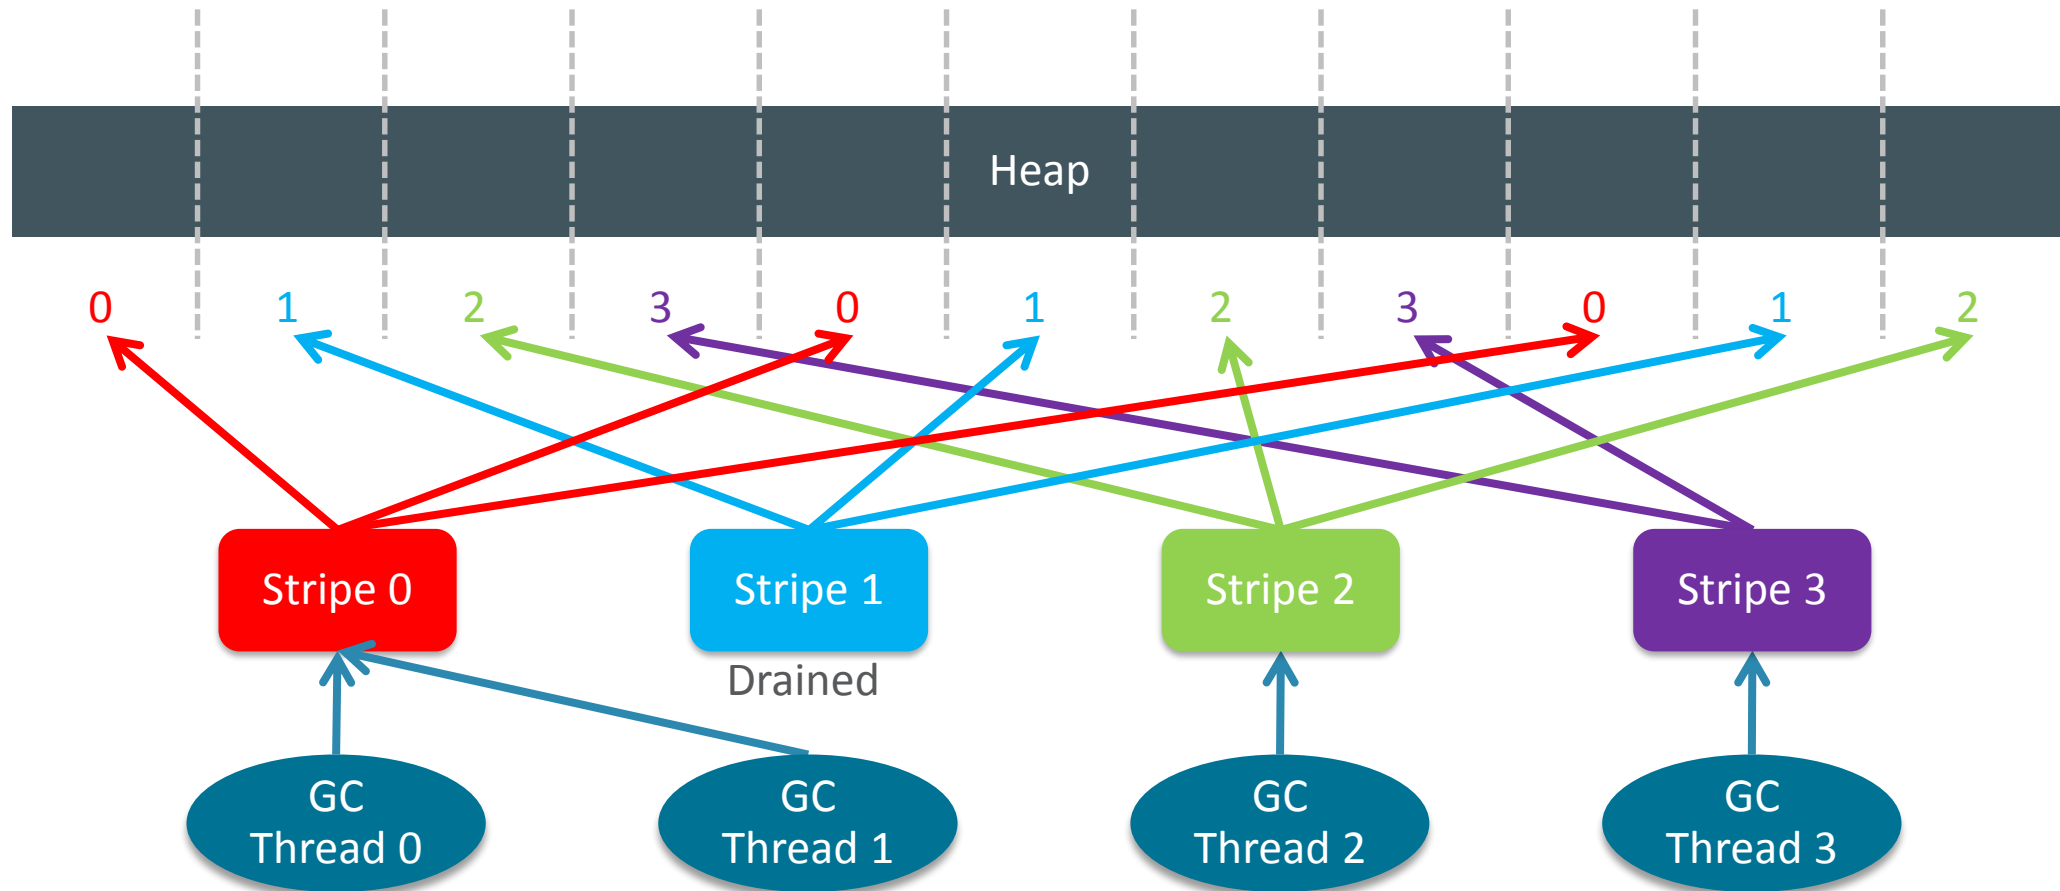 Heap
0 1 2 3 0 1 2 3 0 1 2
Stripe 0
Stripe 1
Stripe 2
Stripe 3
Drained
GC
Thread 0
GC
Thread 1
GC
Thread 2
GC
Thread 3